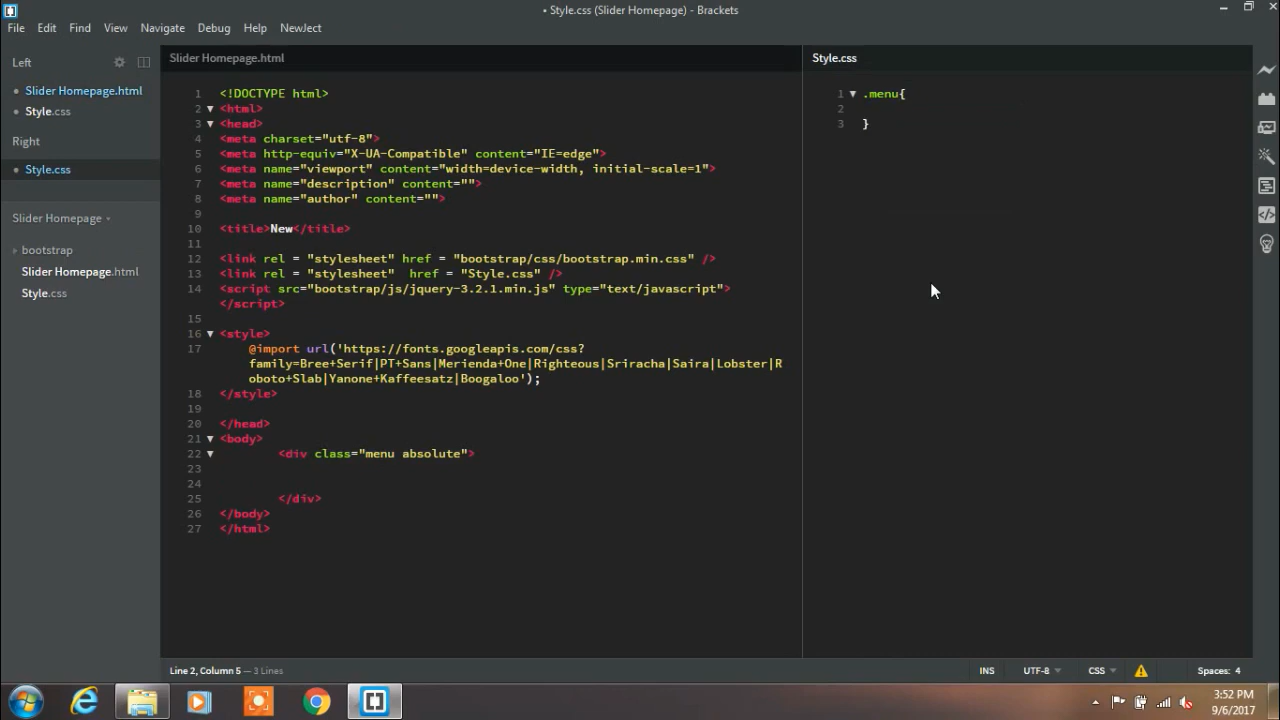 • Style.css (Slider Homepage) - Brackets
File Edit Find View Navigate Debug Help NewJect
Left
• Slider Homepage.html
• Style.css
Right
• Style.css
Slider Homepage
bootstrap
Slider Homepage.html
Style.css
Slider Homepage.html
1 <!DOCTYPE html>
2 <html>
3 <head>
4 <meta charset="utf-8">
5 <meta http-equiv="X-UA-Compatible" content="IE=edge">
6 <meta name="viewport" content="width=device-width, initial-scale=1">
7 <meta name="description" content="">
8 <meta name="author" content="">
9
10 <title>New</title>
11
12 <link rel = "stylesheet" href = "bootstrap/css/bootstrap.min.css" />
13 <link rel = "stylesheet"  href = "Style.css" />
14 <script src="bootstrap/js/jquery-3.2.1.min.js" type="text/javascript">
</script>
15
16 <style>
17 @import url('https://fonts.googleapis.com/css?
family=Bree+Serif|PT+Sans|Merienda+One|Righteous|Sriracha|Saira|Lobster|R
oboto+Slab|Yanone+Kaffeesatz|Boogaloo');
18 </style>
19
20 </head>
21 <body>
22 <div class="menu absolute">
23
24
25 </div>
26 </body>
27 </html>
Style.css
1 .menu{
2
3 }
Line 2, Column 5 — 3 Lines
INS UTF-8 CSS Spaces: 4
3:52 PM
9/6/2017